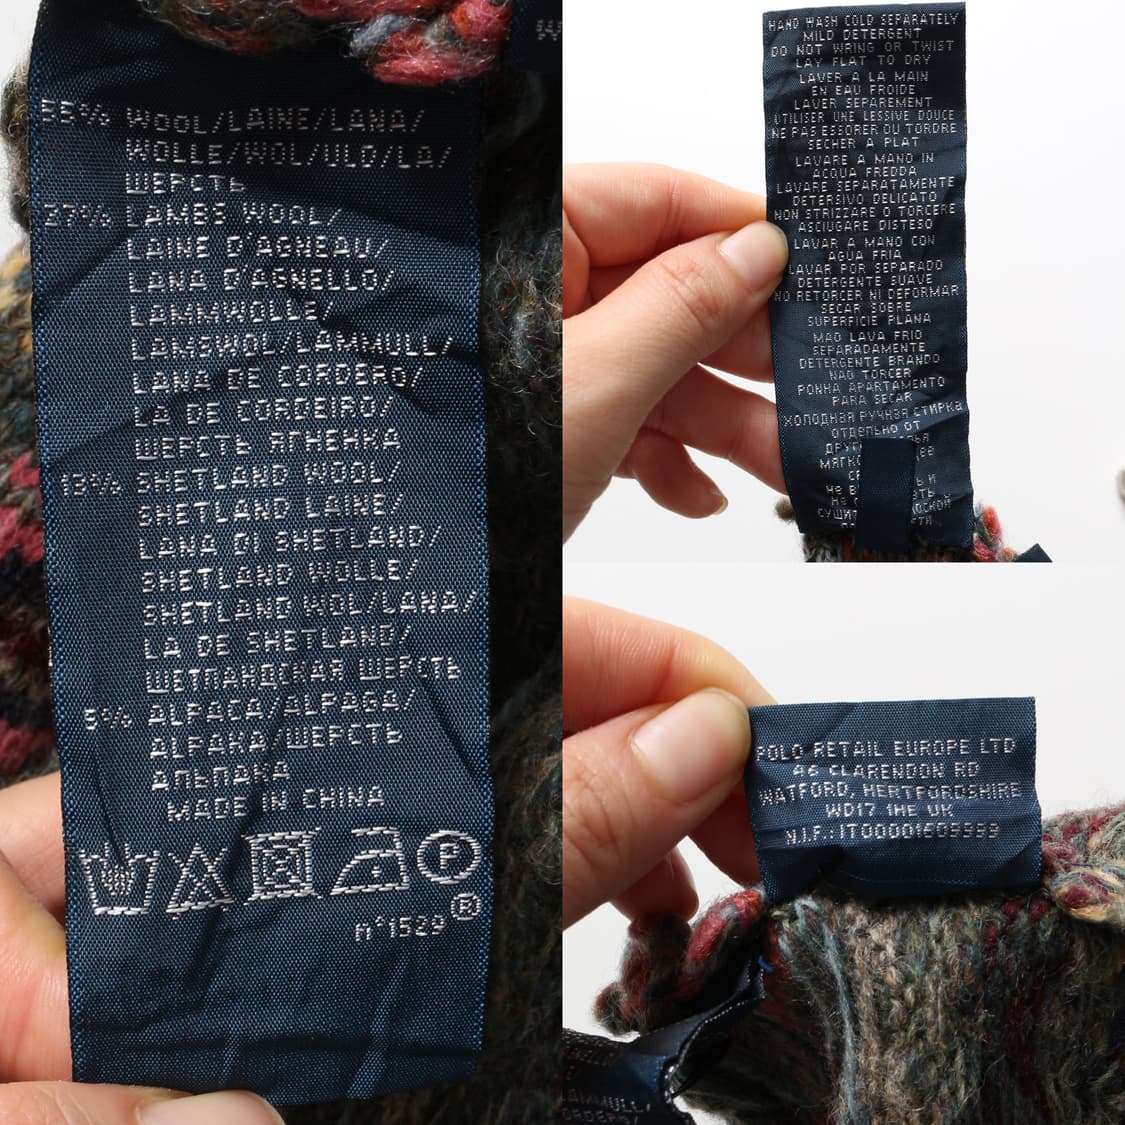 55% WOOL/LAINE/LANA/
WOLLE/WOL/ULD/LA/
ШЕРСТЬ
27% LAMBS WOOL/
LAINE D'AGNEAU/
LANA D'AGNELLO/
LAMMWOLLE/
LAMSWOL/LAMMULL/
LANA DE CORDERO/
LA DE CORDEIRO/
ШЕРСТЬ ЯГНЕНКА
13% SHETLAND WOOL/
SHETLAND LAINE/
LANA DI SHETLAND/
SHETLAND WOLLE/
SHETLAND WOL/LANA/
LA DE SHETLAND/
ШЕТЛАНДСКАЯ ШЕРСТЬ
5% ALPACA/ALPAGA/
ALPAKA/ШЕРСТЬ
АЛЬПАКА
MADE IN CHINA
P
®
n°1529
HAND WASH COLD SEPARATELY
MILD DETERGENT
DO NOT WRING OR TWIST
LAY FLAT TO DRY
LAVER A LA MAIN
EN EAU FROIDE
LAVER SEPAREMENT
UTILISER UNE LESSIVE DOUCE
NE PAS ESSORER OU TORDRE
SECHER A PLAT
LAVARE A MANO IN
ACQUA FREDDA
LAVARE SEPARATAMENTE
DETERSIVO DELICATO
NON STRIZZARE O TORCERE
ASCIUGARE DISTESO
LAVAR A MANO CON
AGUA FRIA
LAVAR POR SEPARADO
DETERGENTE SUAVE
NO RETORCER NI DEFORMAR
SECAR SOBRE
SUPERFICIE PLANA
MAO LAVA FRIO
SEPARADAMENTE
DETERGENTE BRANDO
NAO TORCER
PONHA APARTAMENTO
PARA SECAR
ХОЛОДНАЯ РУЧНАЯ СТИРКА
ОТДЕЛЬНО ОТ
POLO RETAIL EUROPE LTD
46 CLARENDON RD
WATFORD, HERTFORDSHIRE
WD17 1HE UK
N.I.F.: IT00001609999
LAMMULL/
CORDERO/